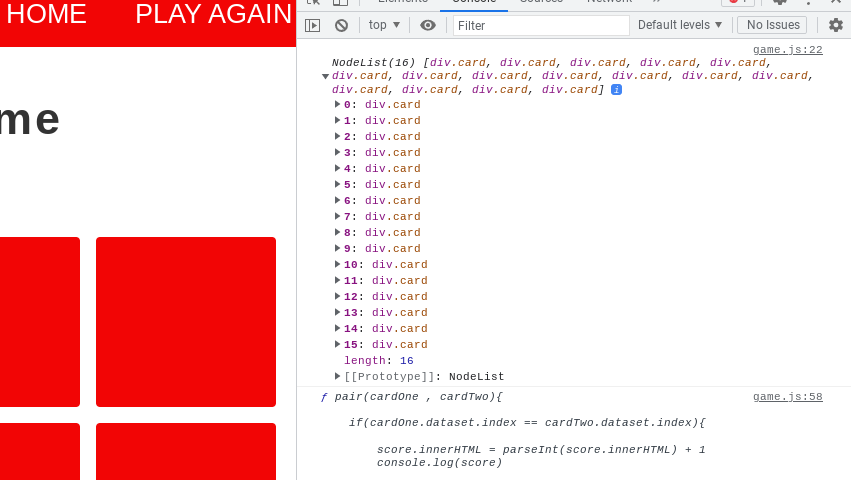 HOME PLAY AGAIN
me
Elements Console Sources Network »
top Filter Default levels No Issues
game.js:22
NodeList(16) [div.card, div.card, div.card, div.card, div.card,
div.card, div.card, div.card, div.card, div.card, div.card, div.card,
div.card, div.card, div.card, div.card] i
0: div.card
1: div.card
2: div.card
3: div.card
4: div.card
5: div.card
6: div.card
7: div.card
8: div.card
9: div.card
10: div.card
11: div.card
12: div.card
13: div.card
14: div.card
15: div.card
length: 16
[[Prototype]]: NodeList
ƒ pair(cardOne , cardTwo){ game.js:58
if(cardOne.dataset.index == cardTwo.dataset.index){
score.innerHTML = parseInt(score.innerHTML) + 1
console.log(score)